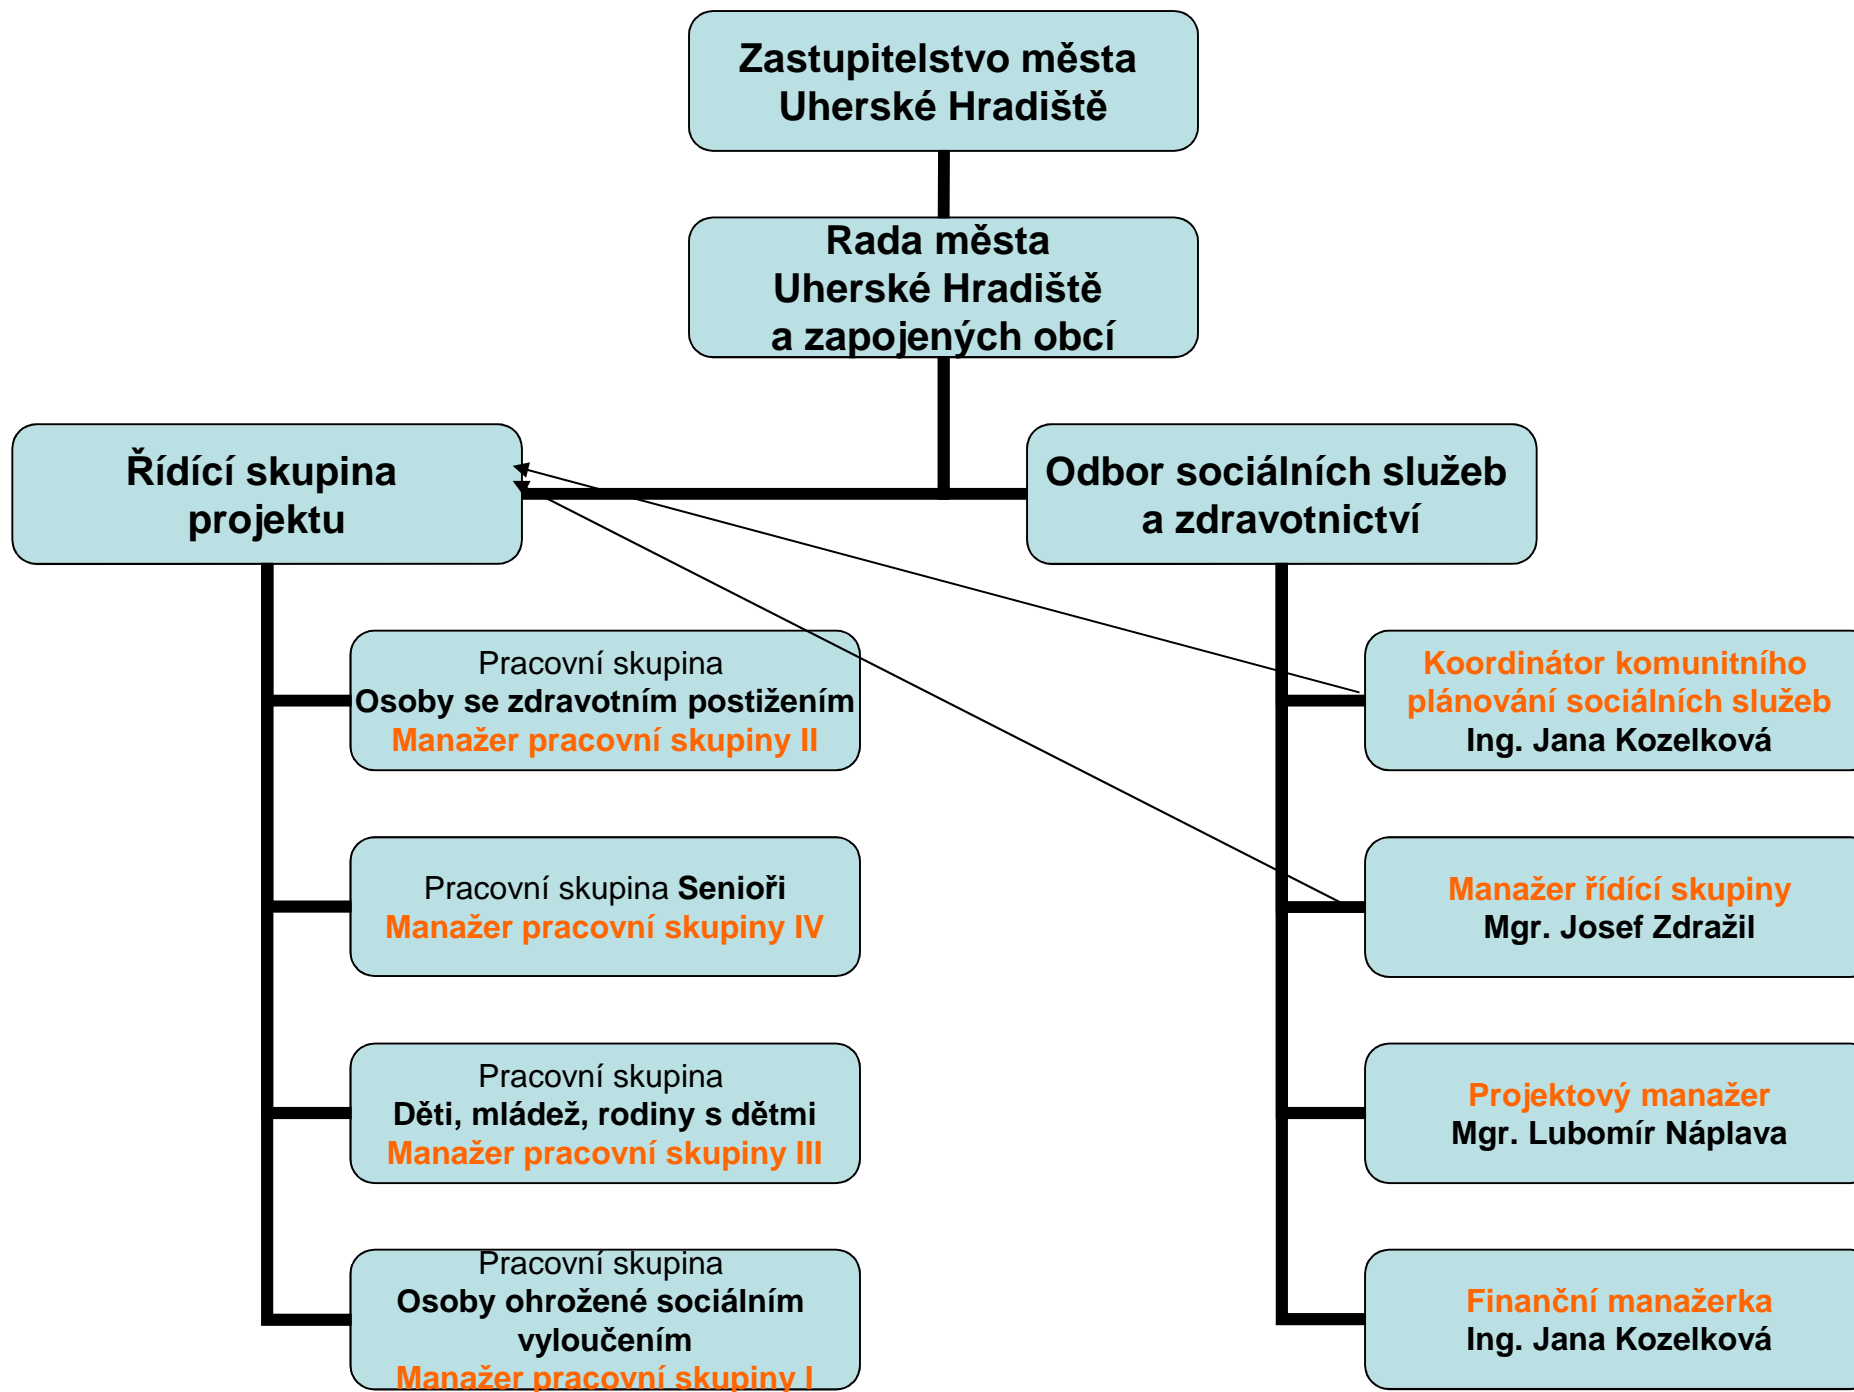 Zastupitelstvo města
Uherské Hradiště
Rada města
Uherské Hradiště
a zapojených obcí
Řídící skupina
projektu
Odbor sociálních služeb
a zdravotnictví
Pracovní skupina
Osoby se zdravotním postižením
Manažer pracovní skupiny II
Pracovní skupina Senioři
Manažer pracovní skupiny IV
Pracovní skupina
Děti, mládež, rodiny s dětmi
Manažer pracovní skupiny III
Pracovní skupina
Osoby ohrožené sociálním
vyloučením
Manažer pracovní skupiny I
Koordinátor komunitního
plánování sociálních služeb
Ing. Jana Kozelková
Manažer řídící skupiny
Mgr. Josef Zdražil
Projektový manažer
Mgr. Lubomír Náplava
Finanční manažerka
Ing. Jana Kozelková